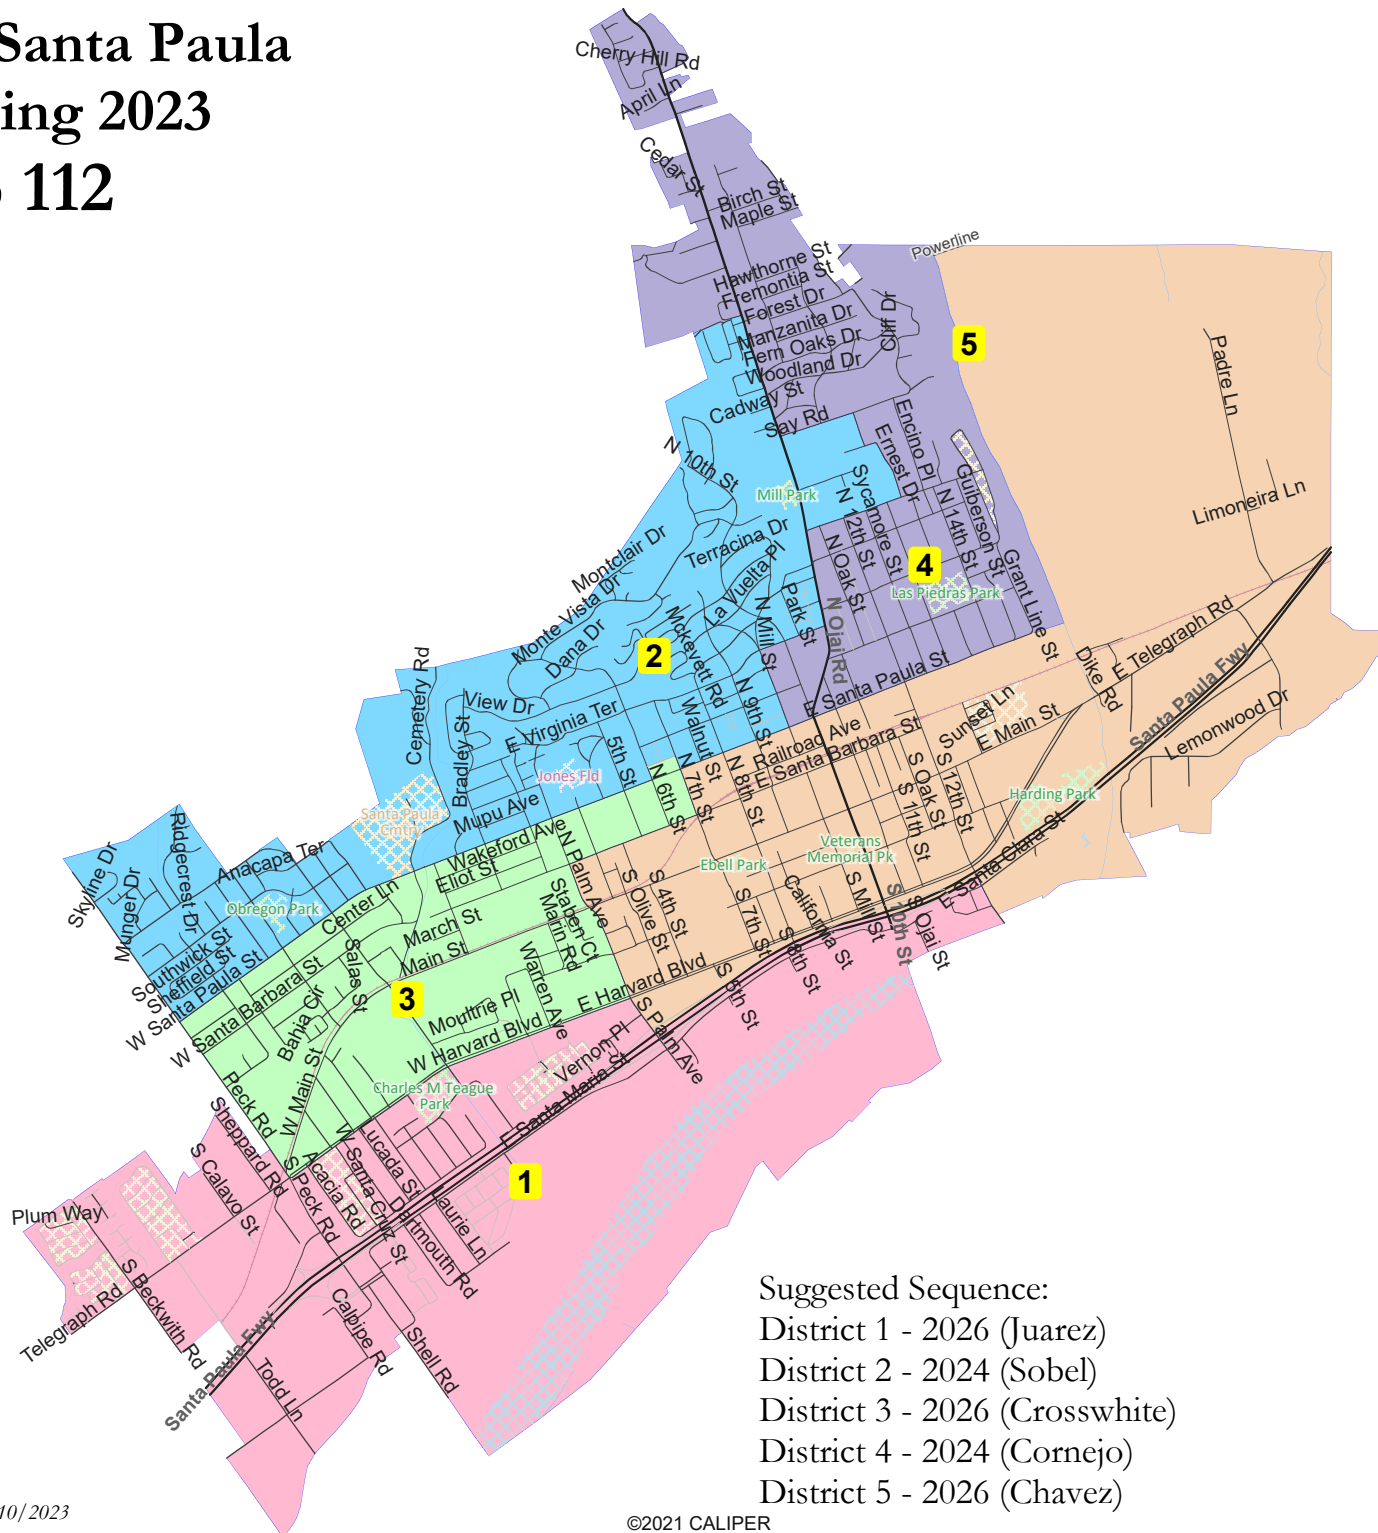 Santa Paula
ing 2023
112
Cherry Hill Rd
April Ln
Cedar St
Birch St
Maple St
Powerline
Hawthorne St
Fremontia St
Forest Dr
Manzanita Dr
Fern Oaks Dr
Woodland Dr
Cliff Dr
5
Padre Ln
Cadway St
Say Rd
Encino Pl
Ernest Dr
N 10th St
Mill Park
Sycamore St
N 12th St
Guiberson St
N 14th St
Limoneira Ln
Montclair Dr
Terracina Dr
La Vuelta Pl
N Oak St
4
Las Piedras Park
Grant Line St
Monte Vista Dr
Dana Dr
Mckevett Rd
N Mill St
Park St
N Ojai Rd
2
E Santa Paula St
E Telegraph Rd
Dike Rd
Santa Paula Fwy
Cemetery Rd
View Dr
Bradley St
E Virginia Ter
Walnut St
N 9th St
Railroad Ave
E Santa Barbara St
Sunset Ln
E Main St
Lemonwood Dr
5th St
Jones Fld
N 6th St
N 7th St
N 8th St
S Oak St
S 12th St
S 11th St
Harding Park
Santa Paula
Cmtry
Mupu Ave
Wakeford Ave
Eliot St
N Palm Ave
Ebell Park
Veterans
Memorial Pk
E Santa Clara St
Skyline Dr
Munger Dr
Ridgecrest Dr
Anacapa Ter
Obregon Park
Center Ln
March St
Main St
Staben Ct
Marin Rd
S Olive St
S 4th St
S 7th St
California St
S Mill St
S 10th St
S Ojai St
S 8th St
Southwick St
Sheffield St
W Santa Paula St
W Santa Barbara St
Salas St
3
Bahia Cir
Moultrie Pl
Warren Ave
E Harvard Blvd
W Harvard Blvd
S 5th St
S Palm Ave
Vernon Pl
E Santa Maria St
Peck Rd
W Main St
Charles M Teague
Park
Sheppard Rd
S Calavo St
S Peck Rd
Acacia Rd
W Santa Cruz St
Lucada St
Dartmouth Rd
Laurie Ln
1
Plum Way
S Beckwith Rd
Telegraph Rd
Santa Paula Fwy
Todd Ln
Calpipe Rd
Shell Rd
Suggested Sequence:
District 1 - 2026 (Juarez)
District 2 - 2024 (Sobel)
District 3 - 2026 (Crosswhite)
District 4 - 2024 (Cornejo)
District 5 - 2026 (Chavez)
10/2023
©2021 CALIPER